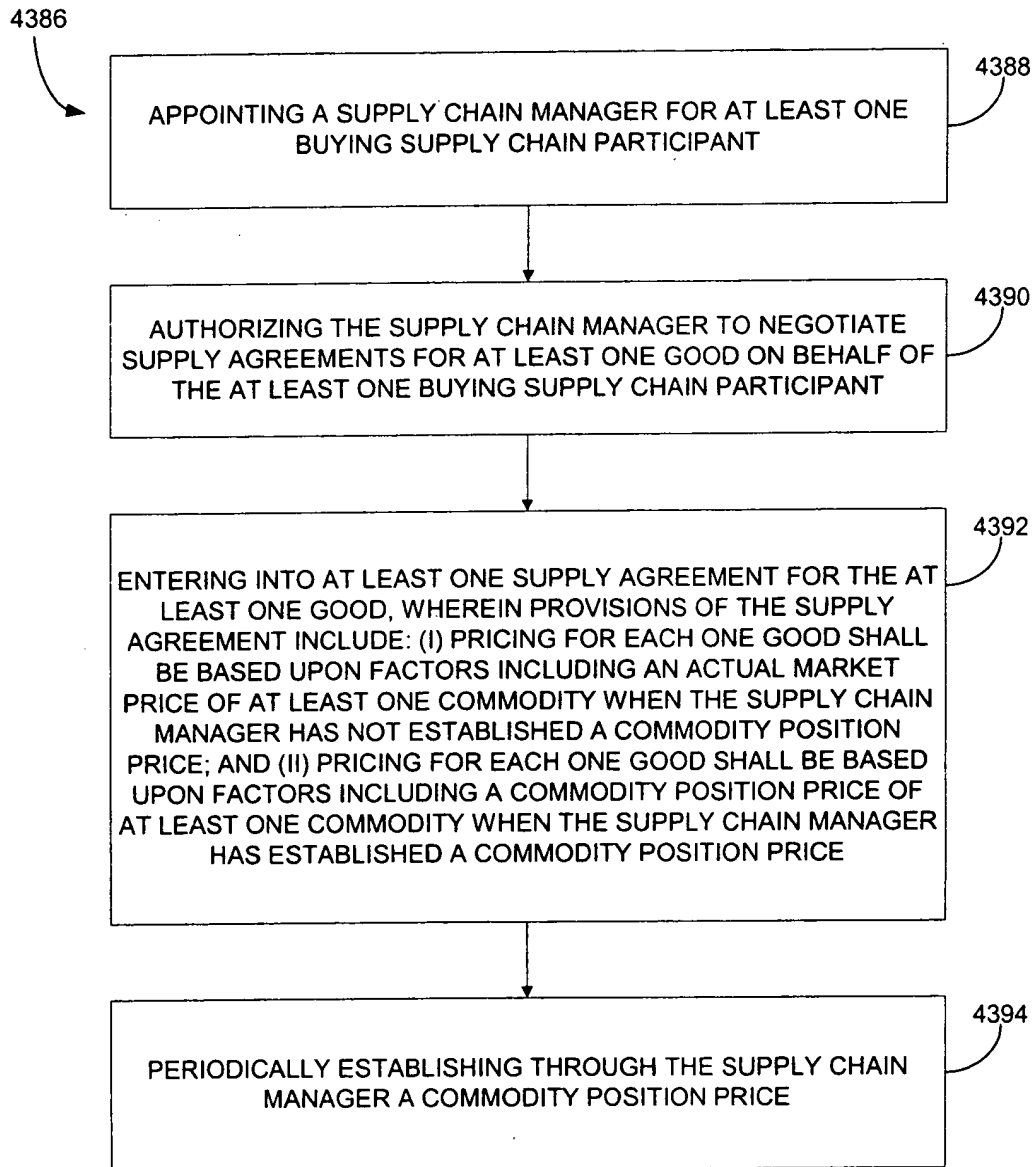 4386
4388
APPOINTING A SUPPLY CHAIN MANAGER FOR AT LEAST ONE
BUYING SUPPLY CHAIN PARTICIPANT
4390
AUTHORIZING THE SUPPLY CHAIN MANAGER TO NEGOTIATE
SUPPLY AGREEMENTS FOR AT LEAST ONE GOOD ON BEHALF OF
THE AT LEAST ONE BUYING SUPPLY CHAIN PARTICIPANT
4392
ENTERING INTO AT LEAST ONE SUPPLY AGREEMENT FOR THE AT
LEAST ONE GOOD, WHEREIN PROVISIONS OF THE SUPPLY
AGREEMENT INCLUDE: (I) PRICING FOR EACH ONE GOOD SHALL
BE BASED UPON FACTORS INCLUDING AN ACTUAL MARKET
PRICE OF AT LEAST ONE COMMODITY WHEN THE SUPPLY CHAIN
MANAGER HAS NOT ESTABLISHED A COMMODITY POSITION
PRICE; AND (II) PRICING FOR EACH ONE GOOD SHALL BE BASED
UPON FACTORS INCLUDING A COMMODITY POSITION PRICE OF
AT LEAST ONE COMMODITY WHEN THE SUPPLY CHAIN MANAGER
HAS ESTABLISHED A COMMODITY POSITION PRICE
4394
PERIODICALLY ESTABLISHING THROUGH THE SUPPLY CHAIN
MANAGER A COMMODITY POSITION PRICE